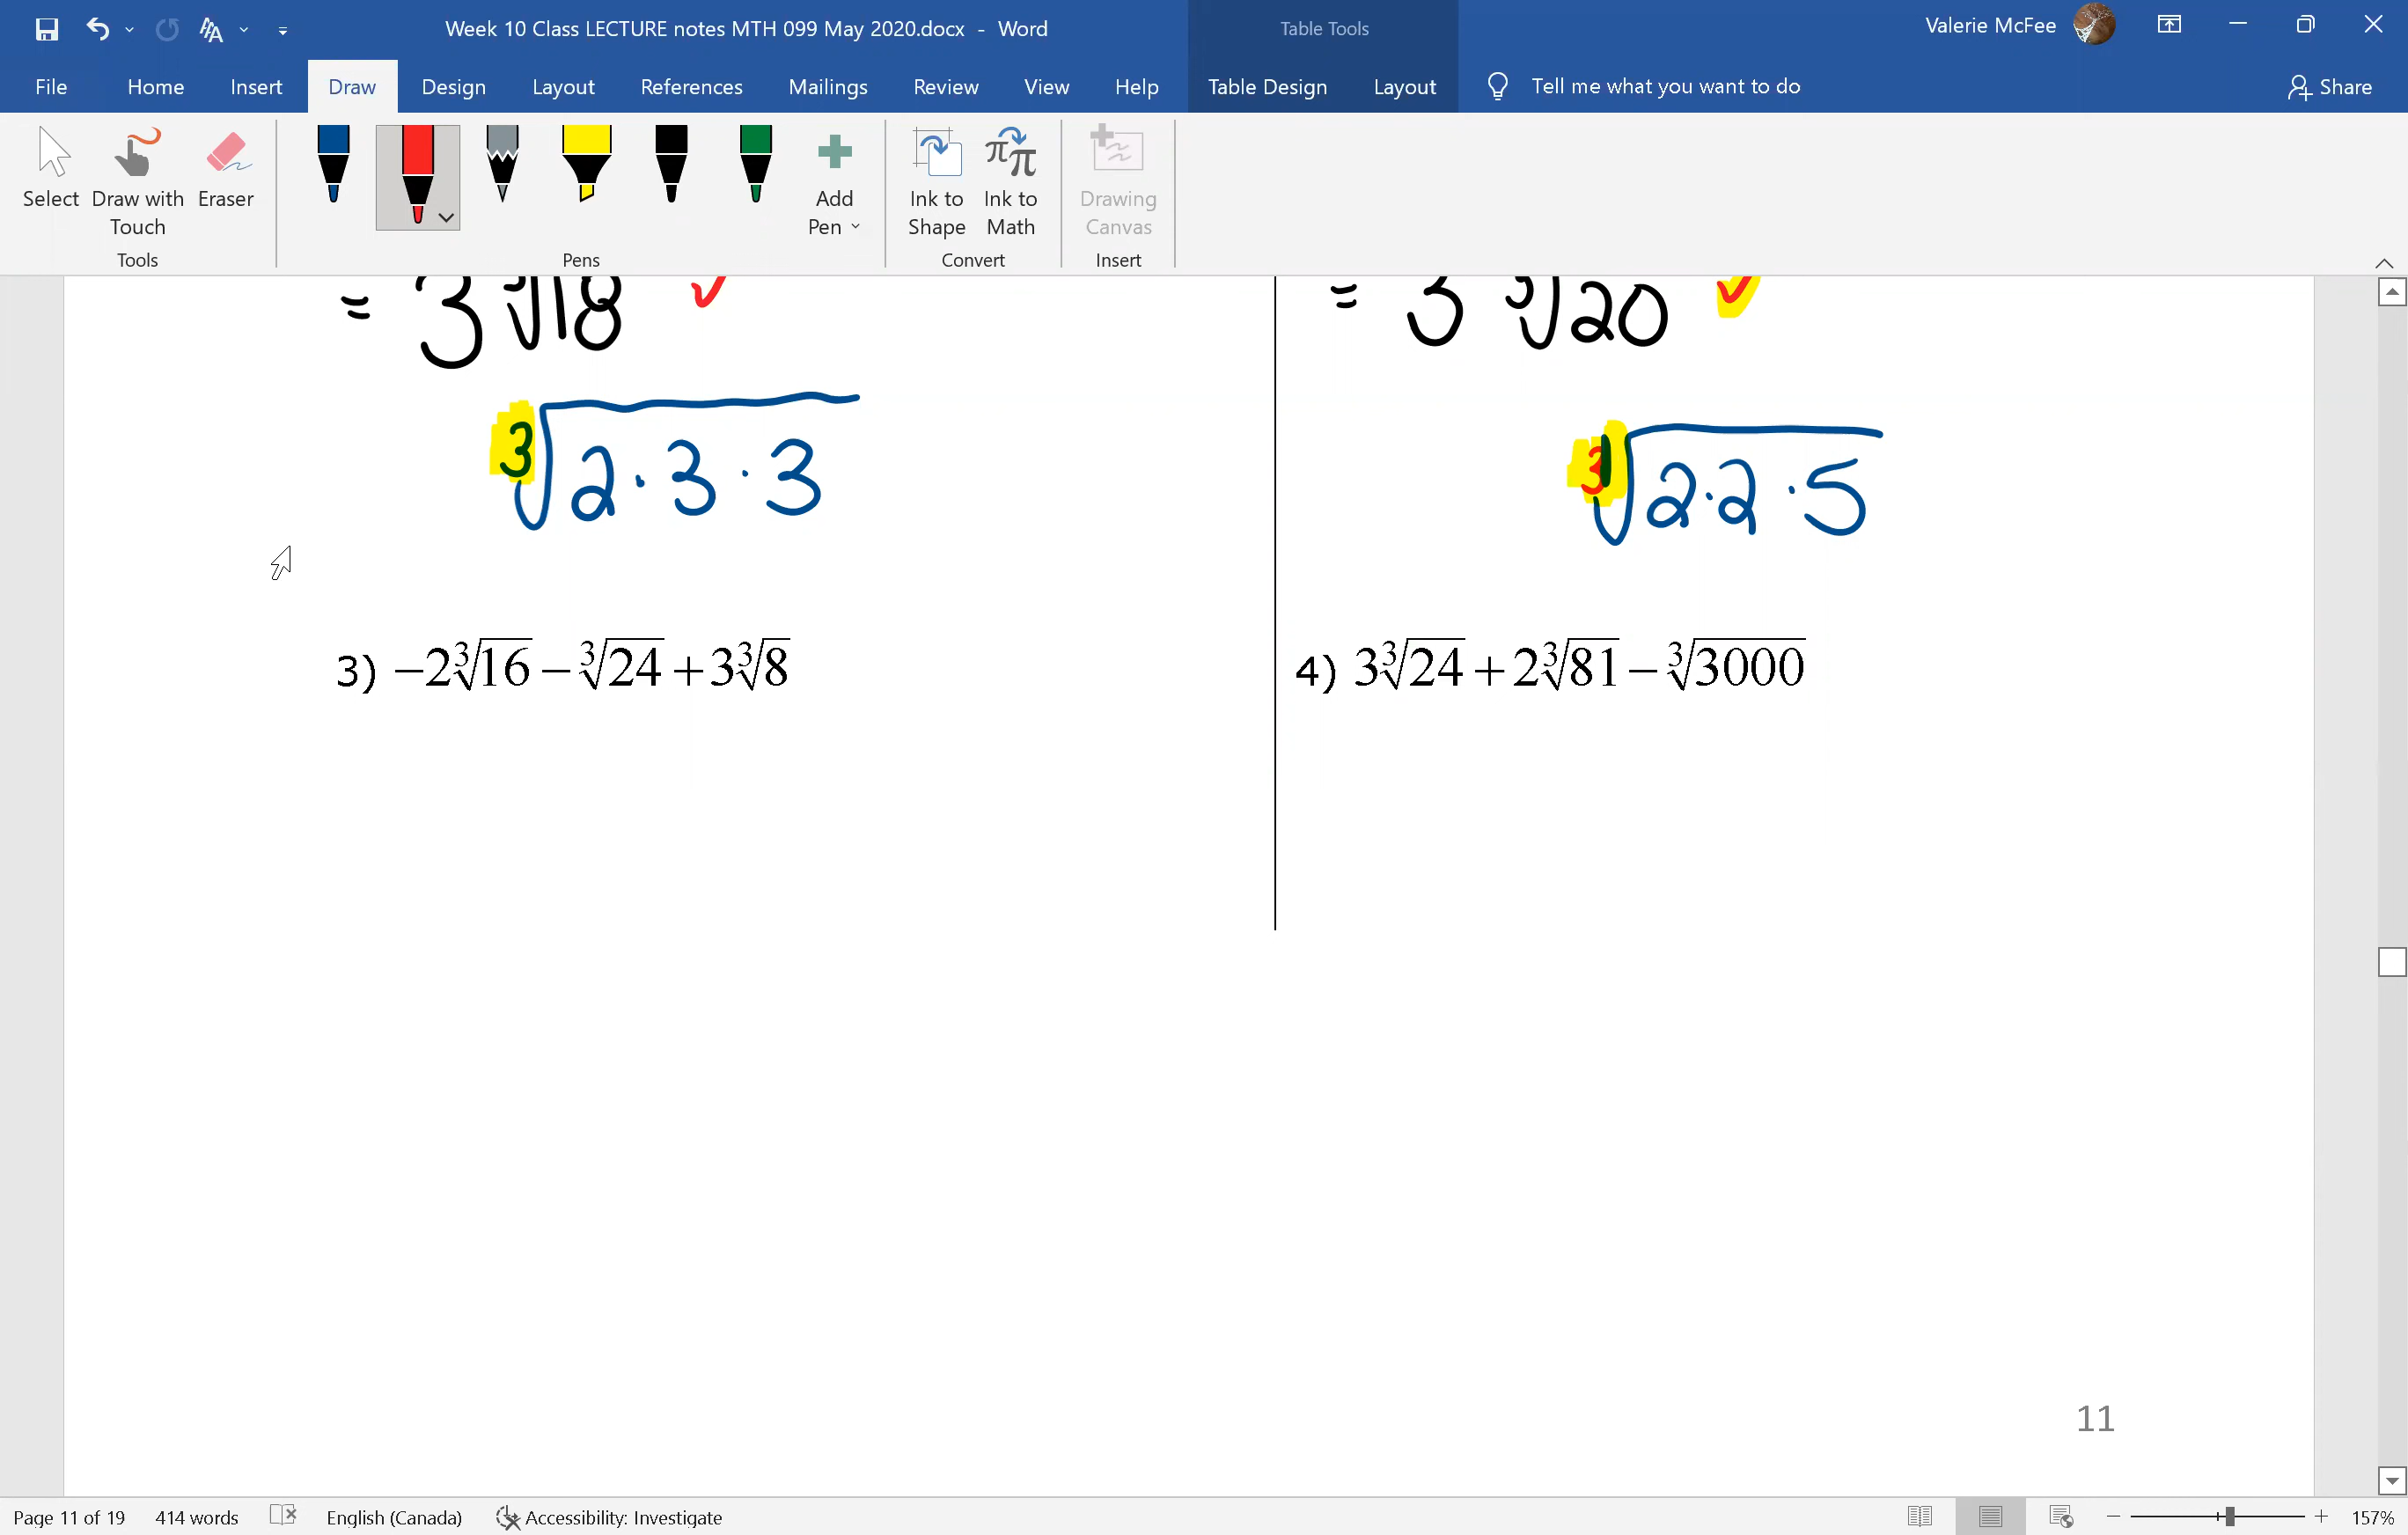 Week 10 Class LECTURE notes MTH 099 May 2020.docx - Word
Table Tools
Valerie McFee
File Home Insert Draw Design Layout References Mailings Review View Help Table Design Layout Tell me what you want to do Share
Select Draw with Touch Eraser Add Pen Ink to Shape Ink to Math Drawing Canvas
Tools Pens Convert Insert
= 3 ∛18 ✓
= 3 ∛20 ✓
∛2·3·3
∛2·2·5
3) −2∛16 − ∛24 + 3∛8
4) 3∛24 + 2∛81 − ∛3000
11
Page 11 of 19 414 words English (Canada) Accessibility: Investigate 157%